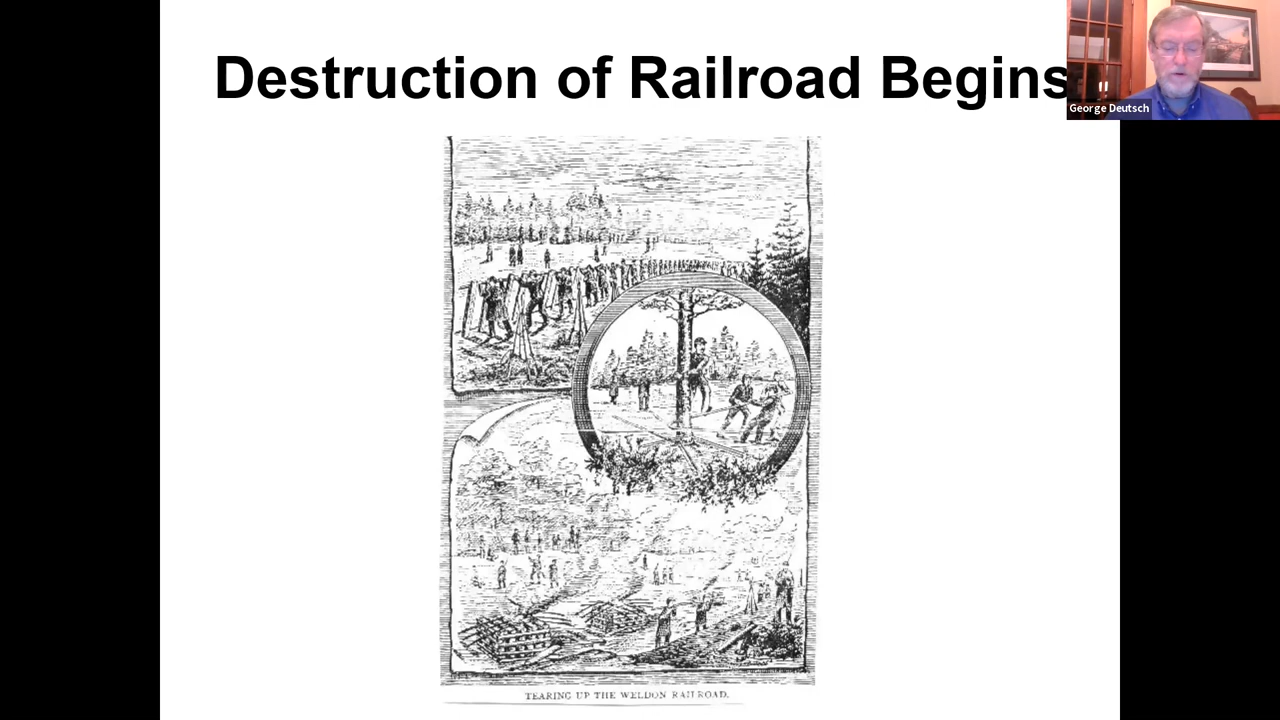 Destruction of Railroad Begins
George Deutsch
TEARING UP THE WELDON RAILROAD.